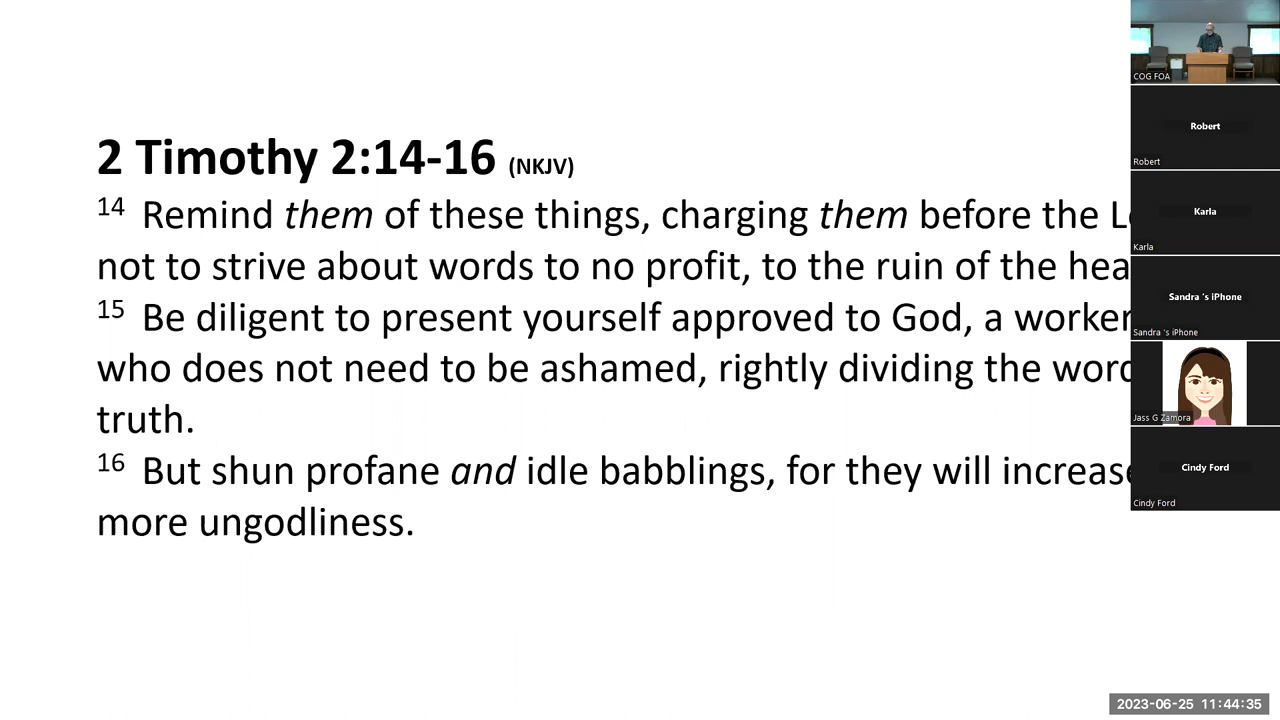 2 Timothy 2:14-16 (NKJV)
14 Remind them of these things, charging them before the
not to strive about words to no profit, to the ruin of the
15 Be diligent to present yourself approved to God, a worker
who does not need to be ashamed, rightly dividing the
truth.
16 But shun profane and idle babblings, for they will increase
more ungodliness.
COG FOA
Robert
Robert
Karla
Karla
Sandra 's iPhone
Sandra 's iPhone
Jass G Zamora
Cindy Ford
Cindy Ford
2023-06-25 11:44:35